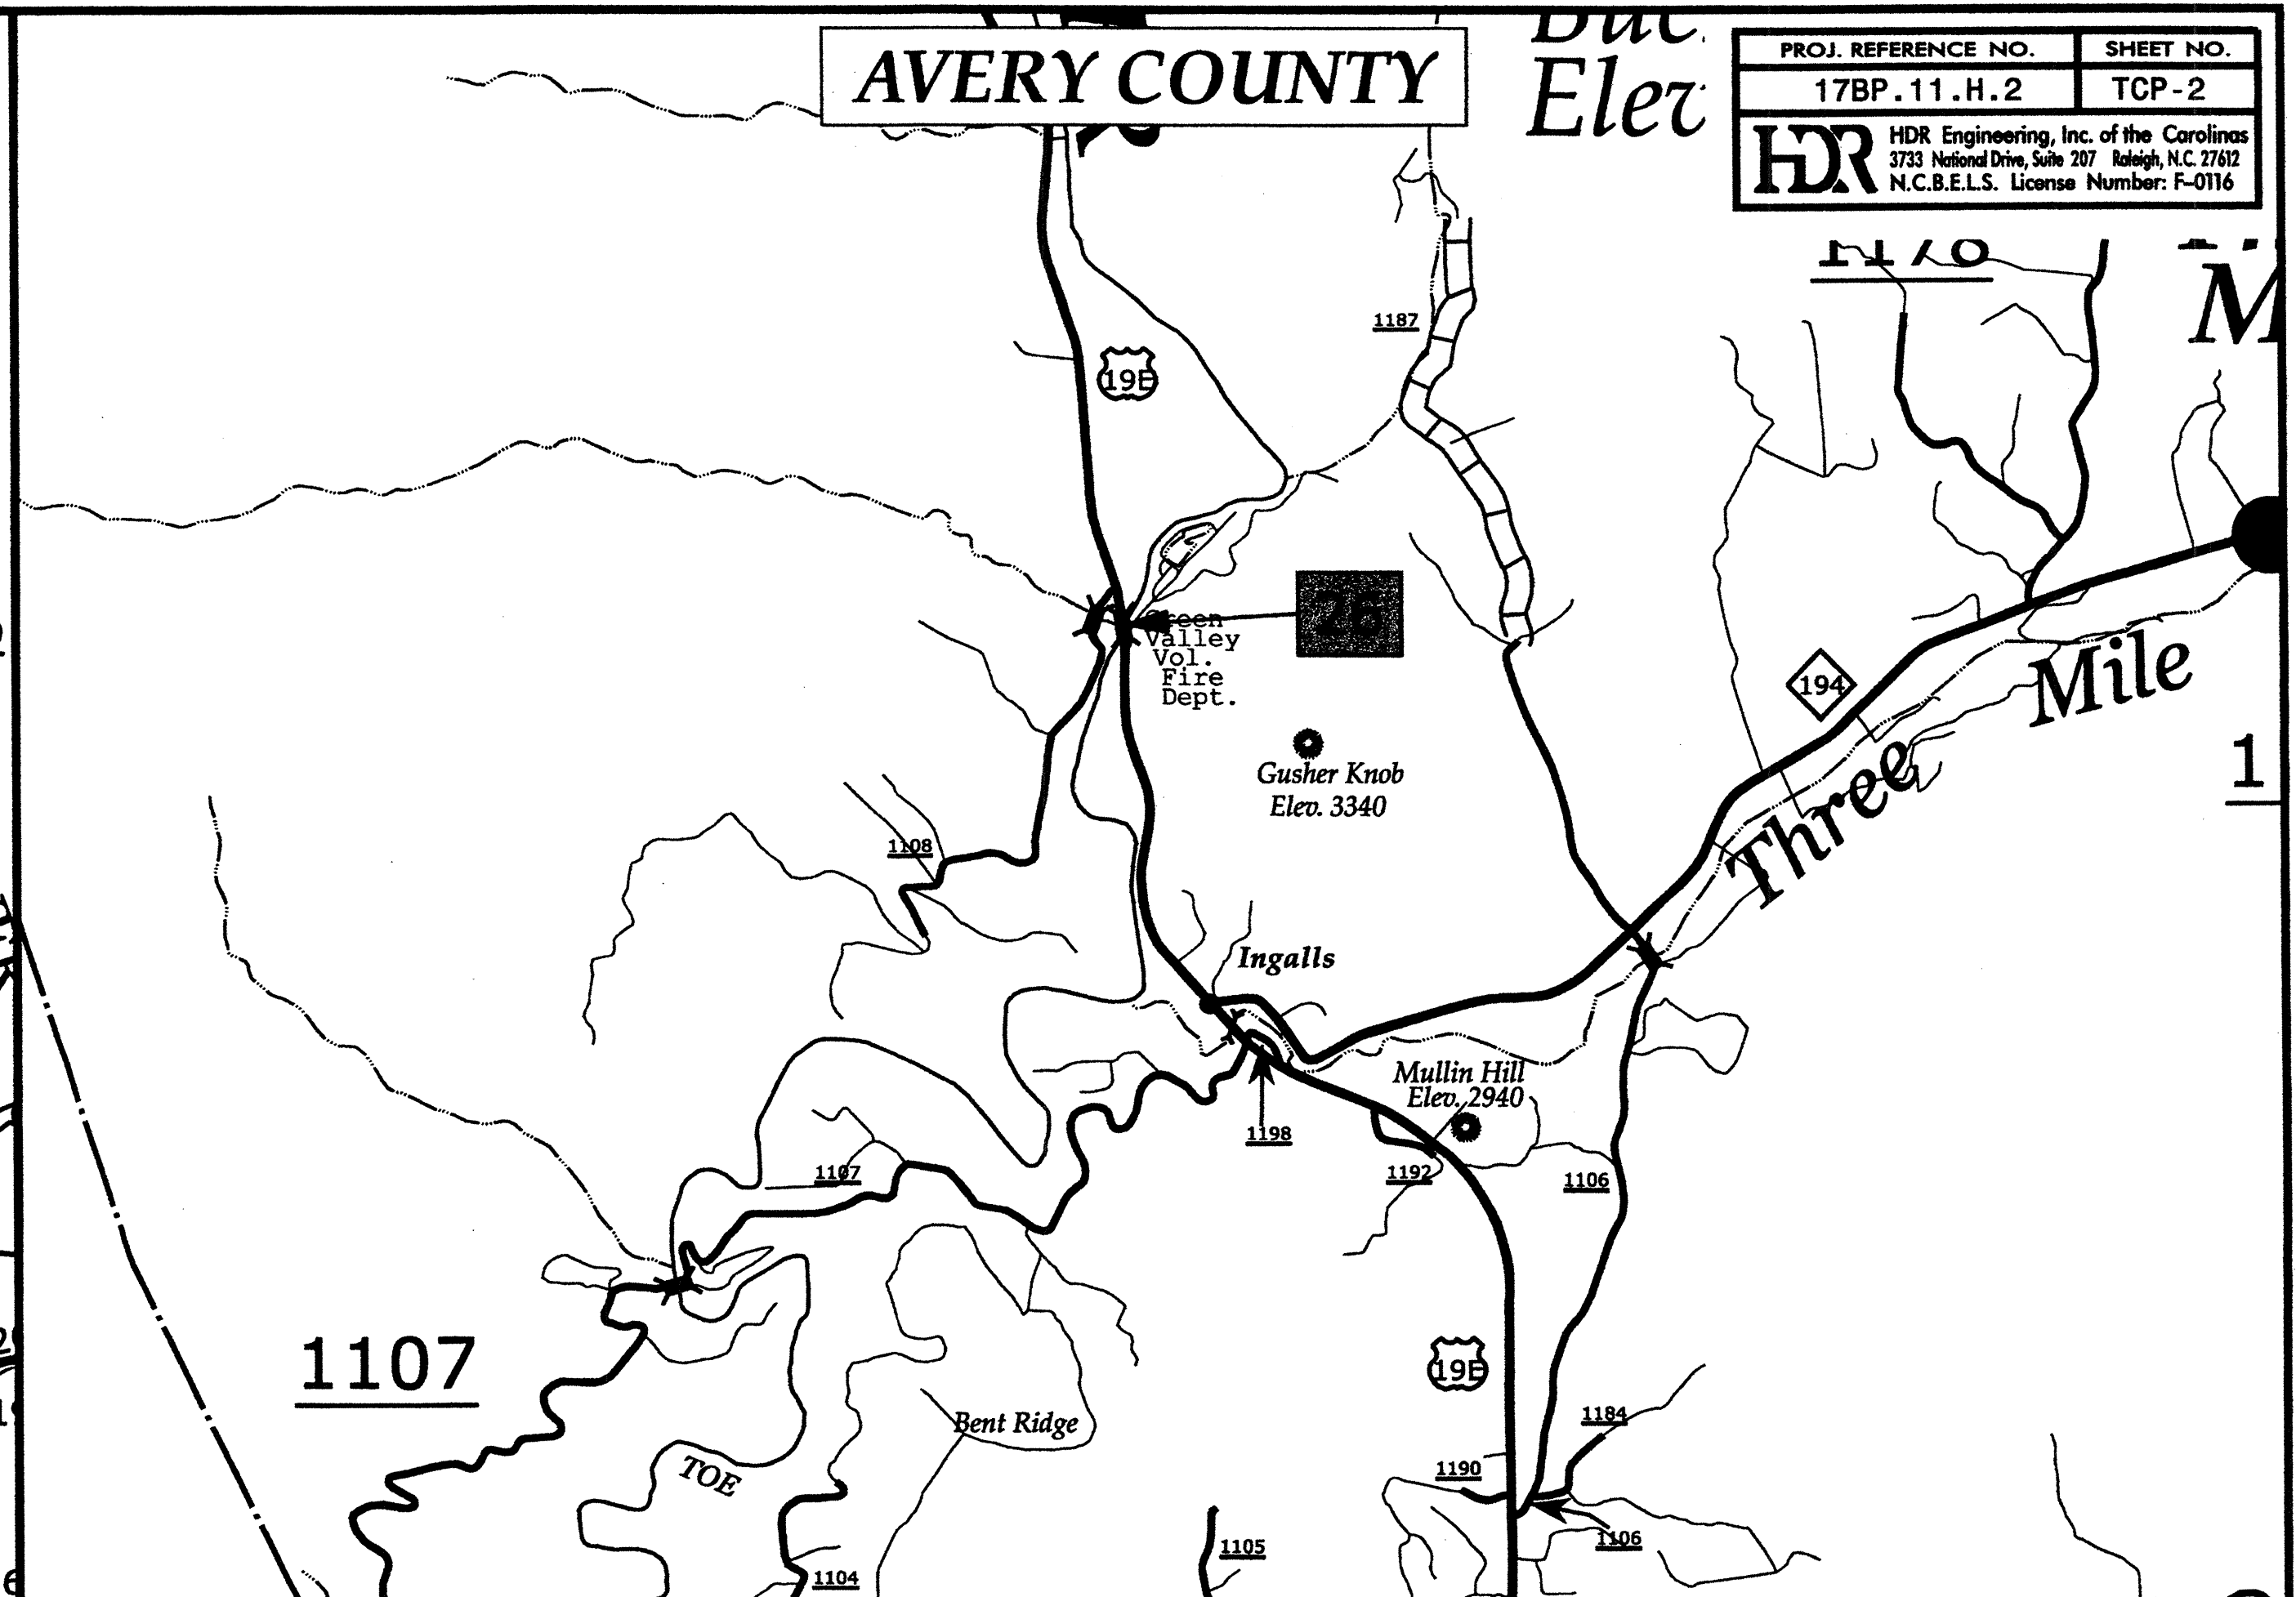 AVERY COUNTY
Elev
PROJ. REFERENCE NO.
SHEET NO.
17BP.11.H.2
TCP-2
HDR
HDR Engineering, Inc. of the Carolinas
3733 National Drive, Suite 207 Raleigh, N.C. 27612
N.C.B.E.L.S. License Number: F-0116
M
1187
19E
26
Green
Valley
Vol.
Fire
Dept.
194
Three Mile
1
Gusher Knob
Elev. 3340
1108
Ingalls
Mullin Hill
Elev. 2940
1198
1107
1192
1106
1107
19E
1184
Bent Ridge
1190
TOE
1106
1105
1104